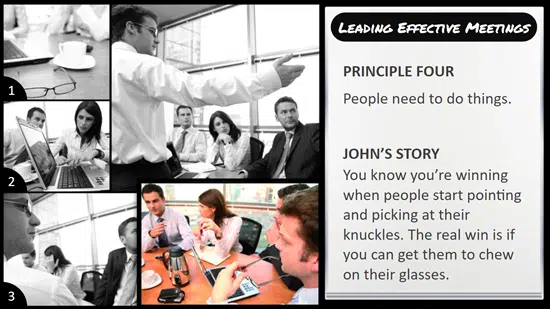 LEADING EFFECTIVE MEETINGS
PRINCIPLE FOUR
People need to do things.
JOHN'S STORY
You know you're winning
when people start pointing
and picking at their
knuckles. The real win is if
you can get them to chew
on their glasses.
1
2
3